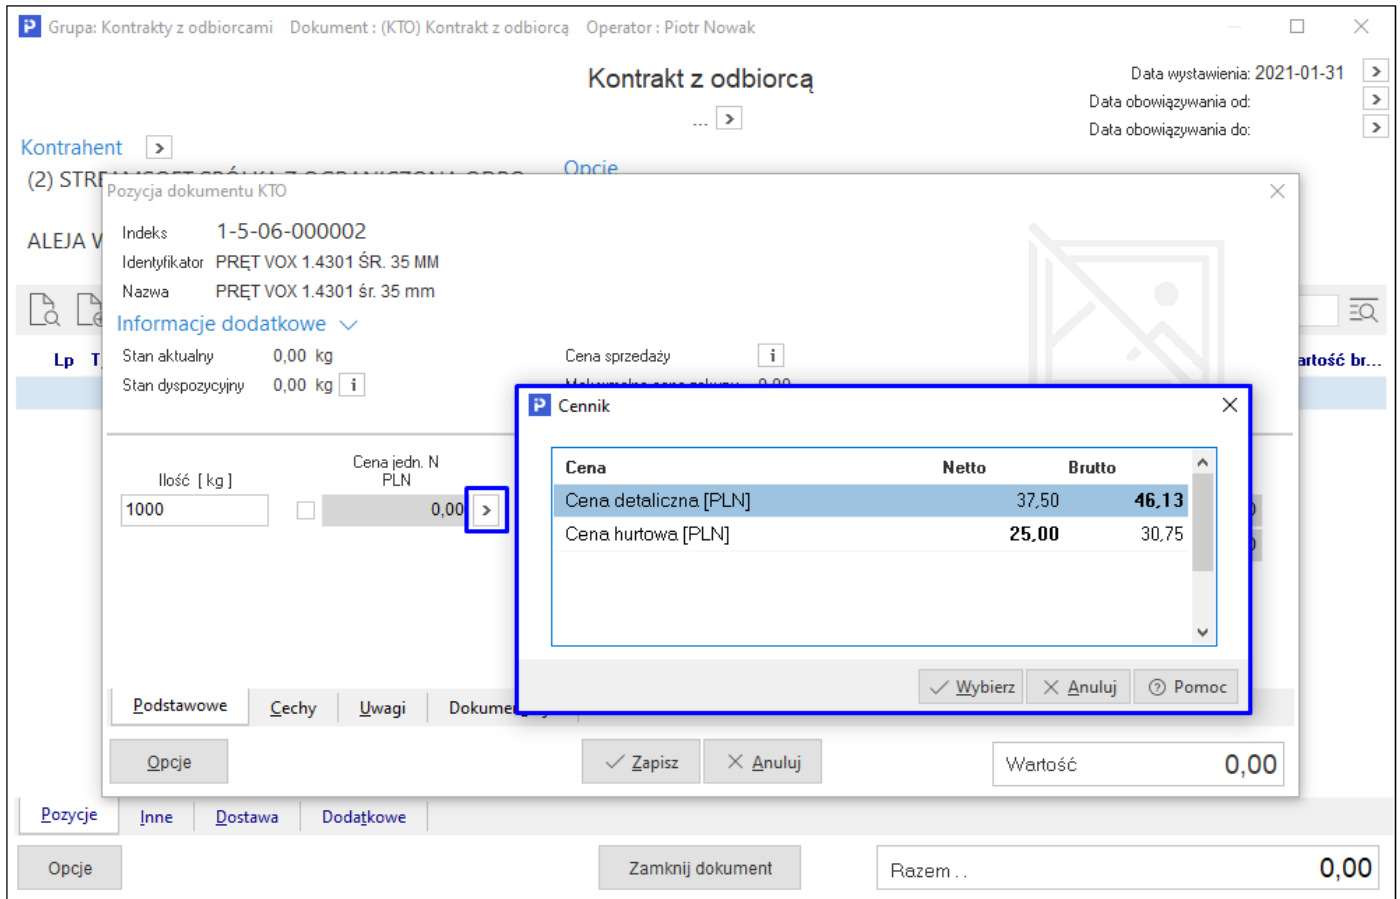 Grupa: Kontrakty z odbiorcami Dokument : (KTO) Kontrakt z odbiorcą Operator : Piotr Nowak
Kontrakt z odbiorcą
...
Data wystawienia: 2021-01-31
Data obowiązywania od:
Data obowiązywania do:
Kontrahent
Opcje
(2)
Pozycja dokumentu KTO
ALEJA
Indeks 1-5-06-000002
Identyfikator PRĘT VOX 1.4301 ŚR. 35 MM
Nazwa PRĘT VOX 1.4301 śr. 35 mm
Informacje dodatkowe
Lp T
Stan aktualny 0,00 kg
Cena sprzedaży i
artość br...
Stan dyspozycyjny 0,00 kg i
Cennik
Cena Netto Brutto
Cena detaliczna [PLN] 37,50 46,13
Cena hurtowa [PLN] 25,00 30,75
Wybierz Anuluj Pomoc
Ilość [ kg ]
Cena jedn. N
PLN
1000 0,00
Podstawowe Cechy Uwagi Dokumen
Opcje Zapisz Anuluj Wartość 0,00
Pozycje Inne Dostawa Dodatkowe
Opcje Zamknij dokument Razem . . 0,00